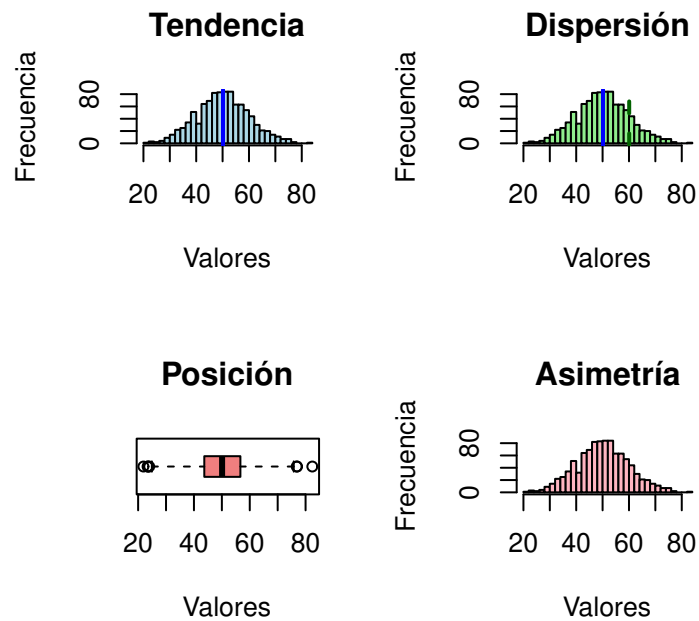 Tendencia
Frecuencia
80
0
20 40 60 80
Valores
Dispersión
Frecuencia
80
0
20 40 60 80
Valores
Posición
20 40 60 80
Valores
Asimetría
Frecuencia
80
0
20 40 60 80
Valores